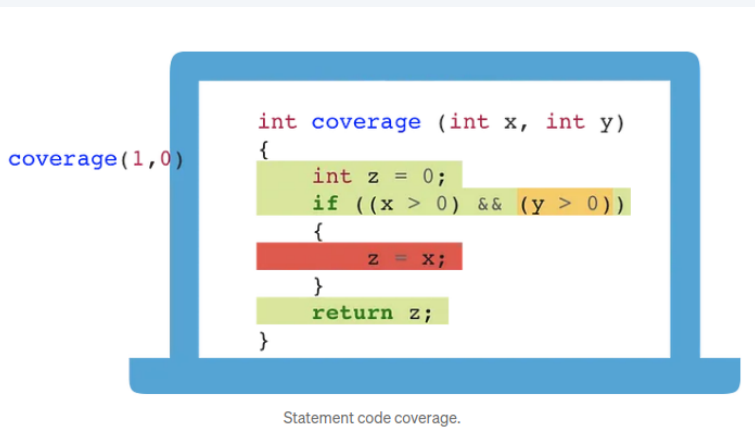 int coverage (int x, int y)
{
coverage(1,0)
int z = 0;
if ((x > 0) && (y > 0))
{
z = x;
}
return z;
}
Statement code coverage.